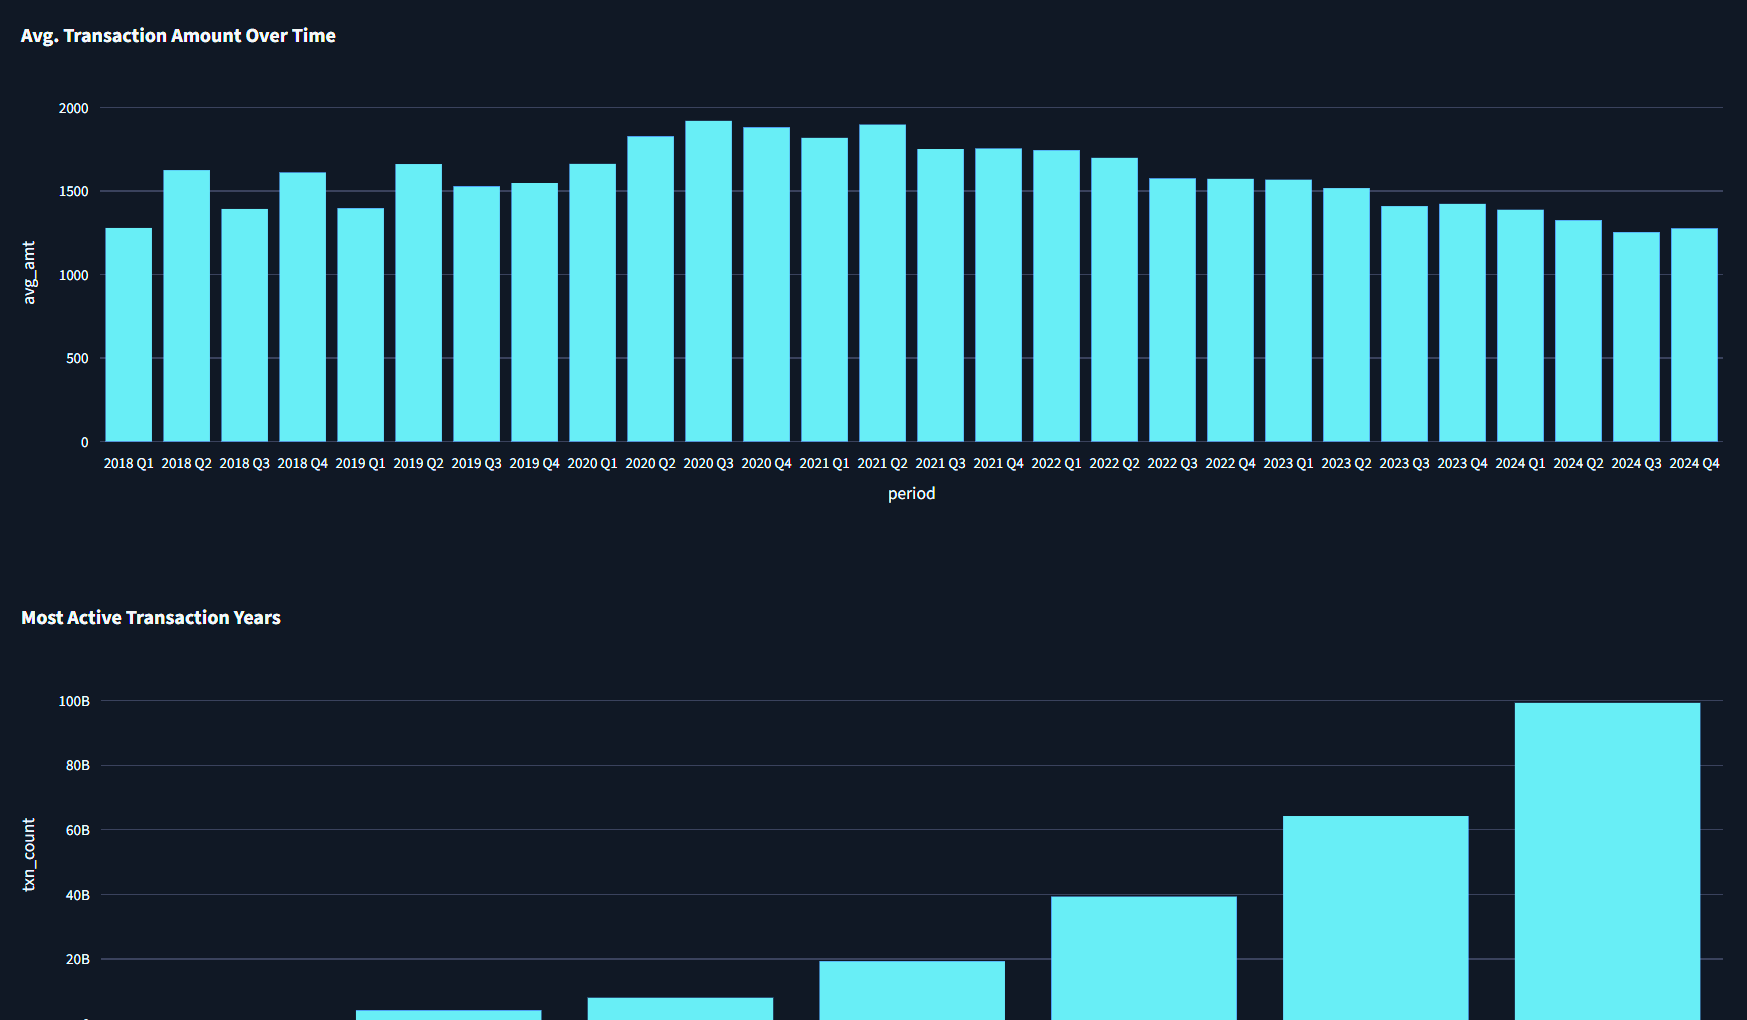 Avg. Transaction Amount Over Time
2000
1500
1000
500
0
avg_amt
2018 Q1 2018 Q2 2018 Q3 2018 Q4 2019 Q1 2019 Q2 2019 Q3 2019 Q4 2020 Q1 2020 Q2 2020 Q3 2020 Q4 2021 Q1 2021 Q2 2021 Q3 2021 Q4 2022 Q1 2022 Q2 2022 Q3 2022 Q4 2023 Q1 2023 Q2 2023 Q3 2023 Q4 2024 Q1 2024 Q2 2024 Q3 2024 Q4
period
Most Active Transaction Years
100B
80B
60B
40B
20B
txn_count